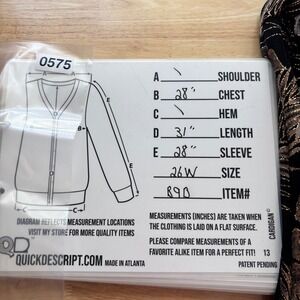 0575
A \ SHOULDER
B 28" CHEST
C \ HEM
D 31" LENGTH
E 28" SLEEVE
26W SIZE
890 ITEM#
A
B
D
E
C
DIAGRAM REFLECTS MEASUREMENT LOCATIONS
VISIT MY STORE FOR MORE QUALITY ITEMS
QD
QUICKDESCRIPT.COM MADE IN ATLANTA
MEASUREMENTS (INCHES) ARE TAKEN WHEN
THE CLOTHING IS LAID ON A FLAT SURFACE.
PLEASE COMPARE MEASUREMENTS OF A
FAVORITE ALIKE ITEM FOR A PERFECT FIT!
13
PATENT PENDING
CARDIGAN